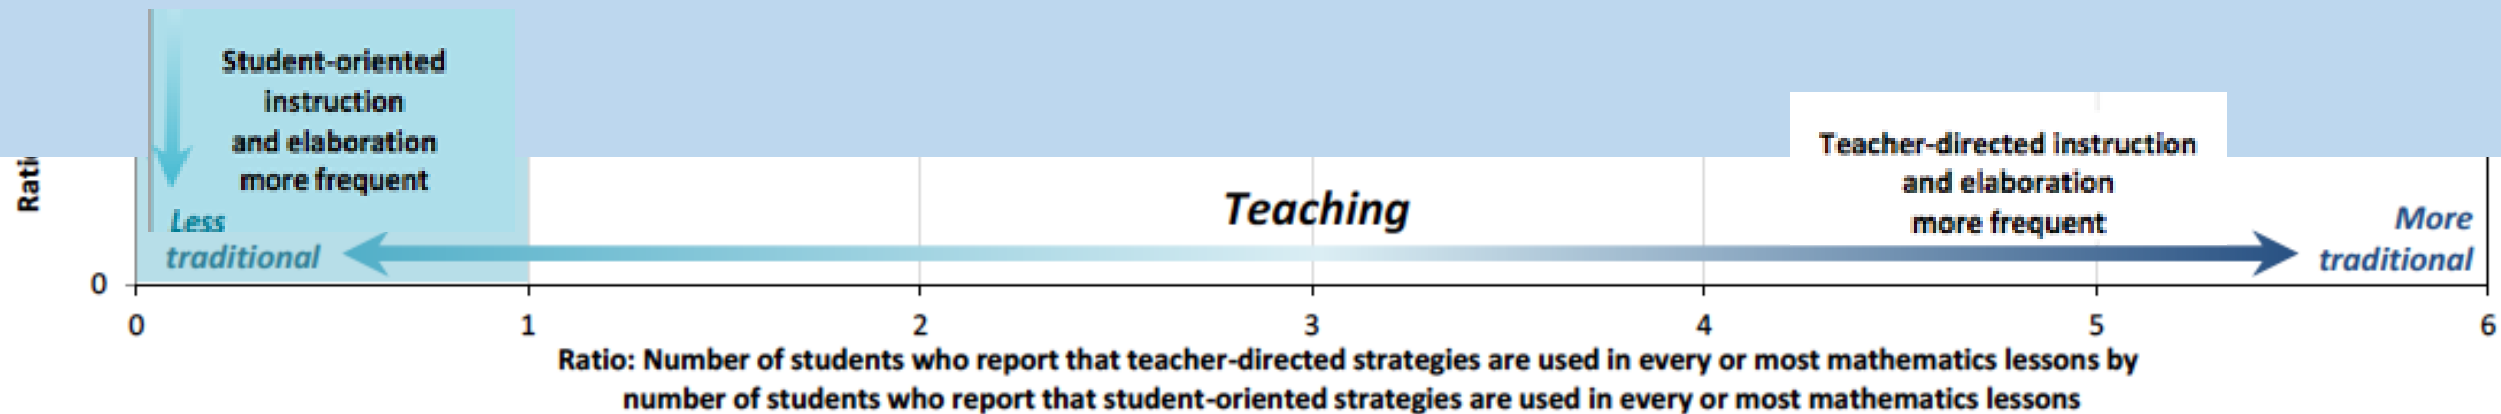 Student-oriented
instruction
and elaboration
more frequent
Teacher-directed instruction
and elaboration
more frequent
Less
traditional
Teaching
More
traditional
0
0 1 2 3 4 5 6
Ratio: Number of students who report that teacher-directed strategies are used in every or most mathematics lessons by
number of students who report that student-oriented strategies are used in every or most mathematics lessons